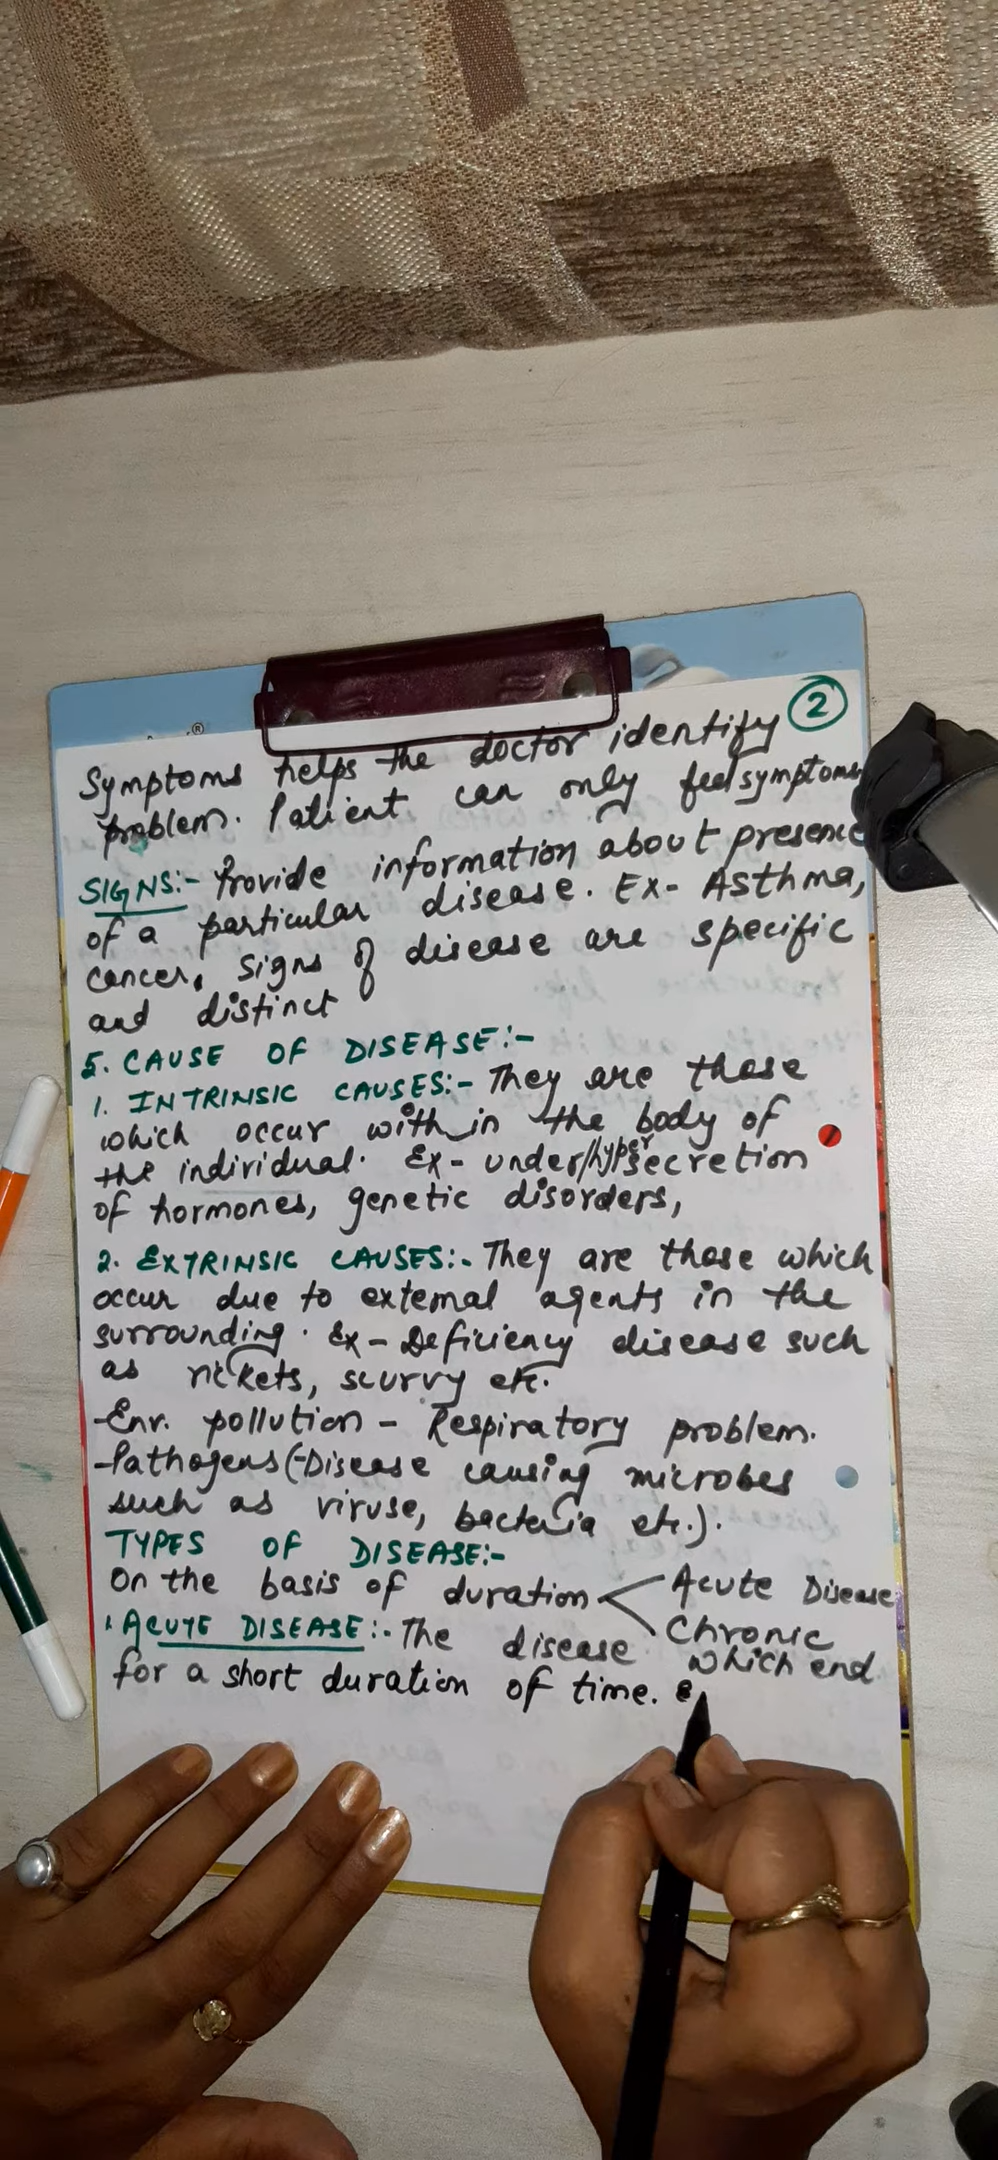 2
Symptoms helps the doctor identify
problem. Patient can only feel symptoms
SIGNS:- Provide information about presence
of a particular disease. Ex- Asthma,
cancer. Signs of disease are specific
and distinct
5. CAUSE OF DISEASE:-
1. INTRINSIC CAUSES:- They are those
which occur with in the body of
the individual. Ex- under/hyper secretion
of hormones, genetic disorders,
2. EXTRINSIC CAUSES:- They are those which
occur due to external agents in the
surrounding. Ex- Deficiency disease such
as rickets, scurvy etc.
-Env. pollution - Respiratory problem.
-Pathogens (-Disease causing microbes
such as viruse, bacteria etc.).
TYPES OF DISEASE:-
On the basis of duration < Acute Disease
Chronic
1. ACUTE DISEASE:- The disease which end
for a short duration of time. e